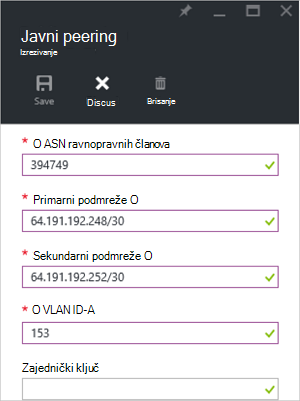 Javni peering
Izrezivanje
Save
Discus
Brisanje
* O ASN ravnopravnih članova
394749
* Primarni podmreže O
64.191.192.248/30
* Sekundarni podmreže O
64.191.192.252/30
* O VLAN ID-A
153
Zajednički ključ